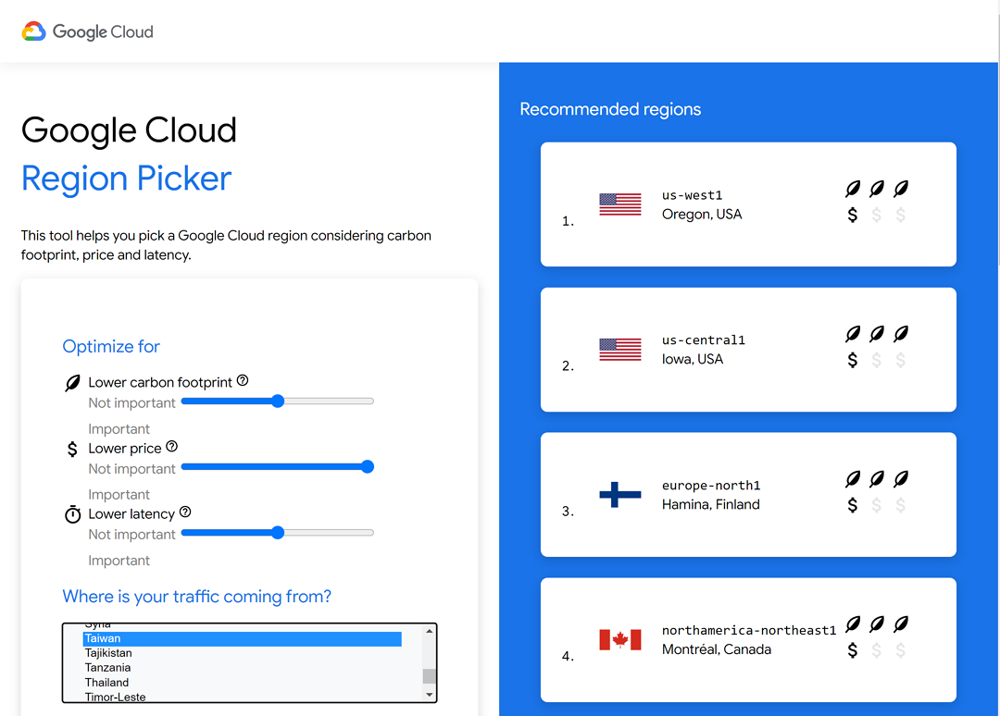 Google Cloud
Google Cloud
Region Picker
This tool helps you pick a Google Cloud region considering carbon
footprint, price and latency.
Optimize for
Lower carbon footprint
Not important
Important
Lower price
Not important
Important
Lower latency
Not important
Important
Where is your traffic coming from?
Syria
Taiwan
Tajikistan
Tanzania
Thailand
Timor-Leste
Recommended regions
1.
us-west1
Oregon, USA
$ $ $
2.
us-central1
Iowa, USA
$ $ $
3.
europe-north1
Hamina, Finland
$ $ $
4.
northamerica-northeast1
Montréal, Canada
$ $ $